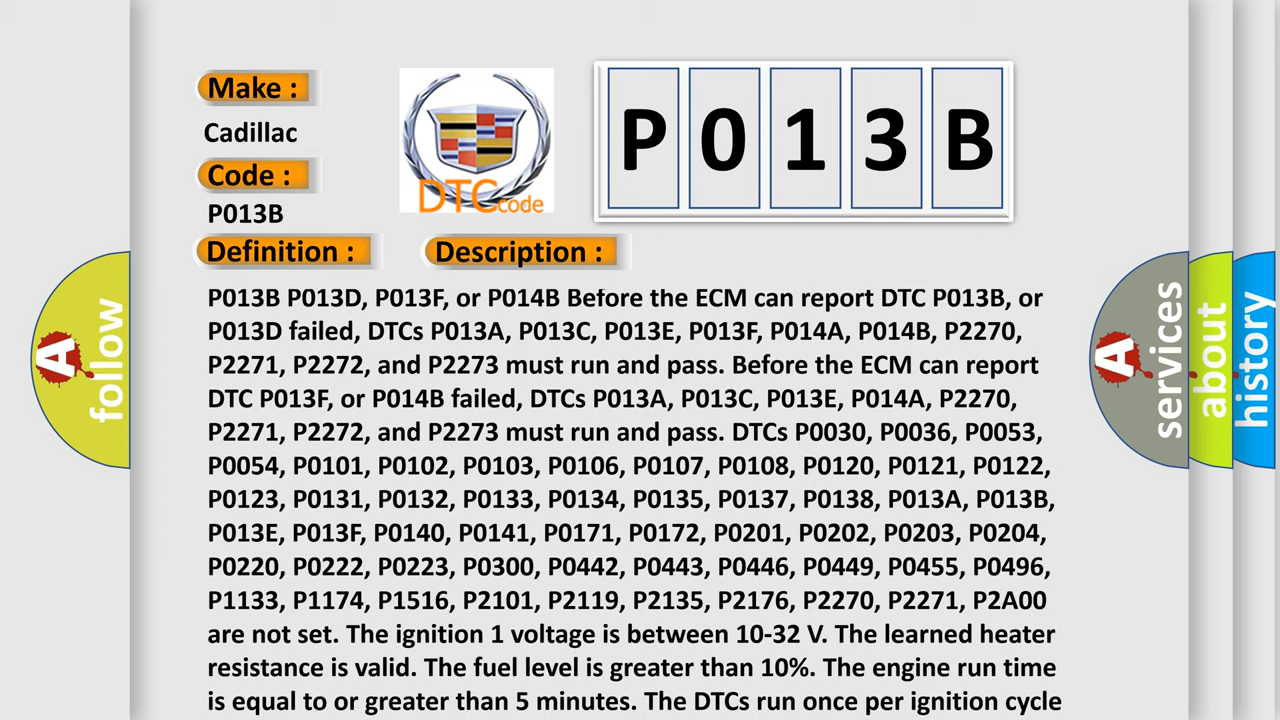 Make :
Cadillac
Code :
P013B
DTC code
P 0 1 3 B
Definition :
Description :
P013B P013D, P013F, or P014B Before the ECM can report DTC P013B, or
P013D failed, DTCs P013A, P013C, P013E, P013F, P014A, P014B, P2270,
P2271, P2272, and P2273 must run and pass. Before the ECM can report
DTC P013F, or P014B failed, DTCs P013A, P013C, P013E, P014A, P2270,
P2271, P2272, and P2273 must run and pass. DTCs P0030, P0036, P0053,
P0054, P0101, P0102, P0103, P0106, P0107, P0108, P0120, P0121, P0122,
P0123, P0131, P0132, P0133, P0134, P0135, P0137, P0138, P013A, P013B,
P013E, P013F, P0140, P0141, P0171, P0172, P0201, P0202, P0203, P0204,
P0220, P0222, P0223, P0300, P0442, P0443, P0446, P0449, P0455, P0496,
P1133, P1174, P1516, P2101, P2119, P2135, P2176, P2270, P2271, P2A00
are not set. The ignition 1 voltage is between 10-32 V. The learned heater
resistance is valid. The fuel level is greater than 10%. The engine run time
is equal to or greater than 5 minutes. The DTCs run once per ignition cycle
A
follow
A
services
about
history